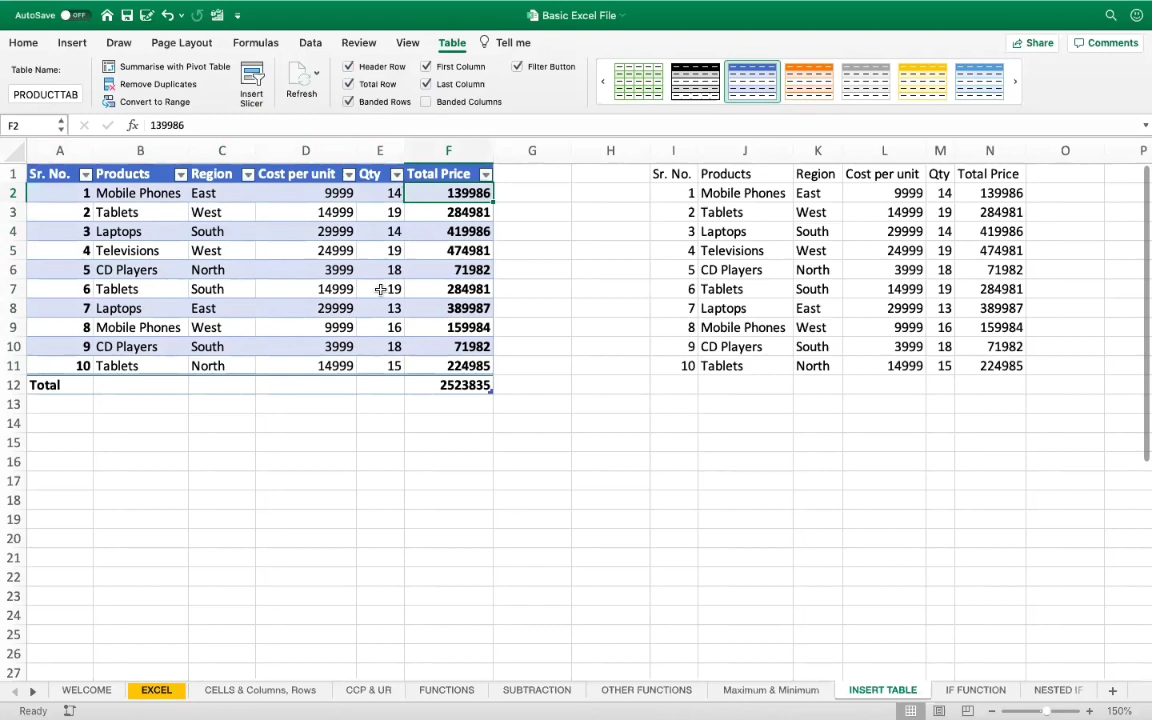 AutoSave OFF
Basic Excel File
Home Insert Draw Page Layout Formulas Data Review View Table Tell me
Share Comments
Table Name:
PRODUCTTAB
Summarise with Pivot Table
Remove Duplicates
Convert to Range
Insert
Slicer
Refresh
Header Row First Column Filter Button
Total Row Last Column
Banded Rows Banded Columns
F2 fx 139986
A B C D E F G H I J K L M N O P
1 Sr. No. Products Region Cost per unit Qty Total Price Sr. No. Products Region Cost per unit Qty Total Price
2 1 Mobile Phones East 9999 14 139986 1 Mobile Phones East 9999 14 139986
3 2 Tablets West 14999 19 284981 2 Tablets West 14999 19 284981
4 3 Laptops South 29999 14 419986 3 Laptops South 29999 14 419986
5 4 Televisions West 24999 19 474981 4 Televisions West 24999 19 474981
6 5 CD Players North 3999 18 71982 5 CD Players North 3999 18 71982
7 6 Tablets South 14999 19 284981 6 Tablets South 14999 19 284981
8 7 Laptops East 29999 13 389987 7 Laptops East 29999 13 389987
9 8 Mobile Phones West 9999 16 159984 8 Mobile Phones West 9999 16 159984
10 9 CD Players South 3999 18 71982 9 CD Players South 3999 18 71982
11 10 Tablets North 14999 15 224985 10 Tablets North 14999 15 224985
12 Total 2523835
13
14
15
16
17
18
19
20
21
22
23
24
25
26
27
WELCOME EXCEL CELLS & Columns, Rows CCP & UR FUNCTIONS SUBTRACTION OTHER FUNCTIONS Maximum & Minimum INSERT TABLE IF FUNCTION NESTED IF
Ready 150%